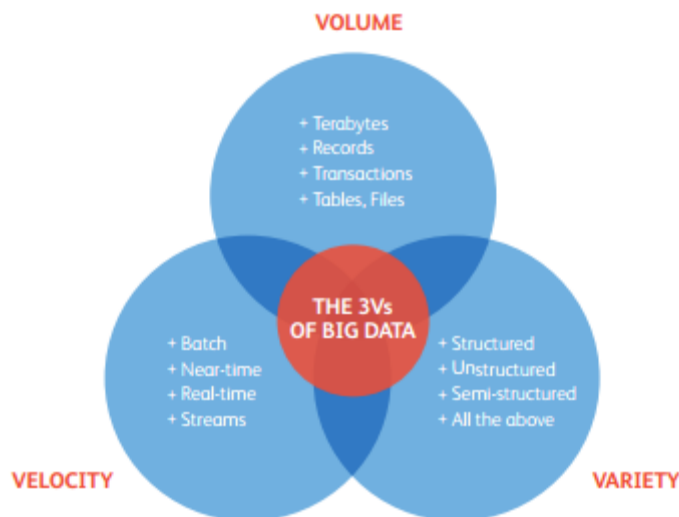 VOLUME
+ Terabytes
+ Records
+ Transactions
+ Tables, Files
THE 3Vs
OF BIG DATA
+ Batch
+ Near-time
+ Real-time
+ Streams
+ Structured
+ Unstructured
+ Semi-structured
+ All the above
VELOCITY
VARIETY